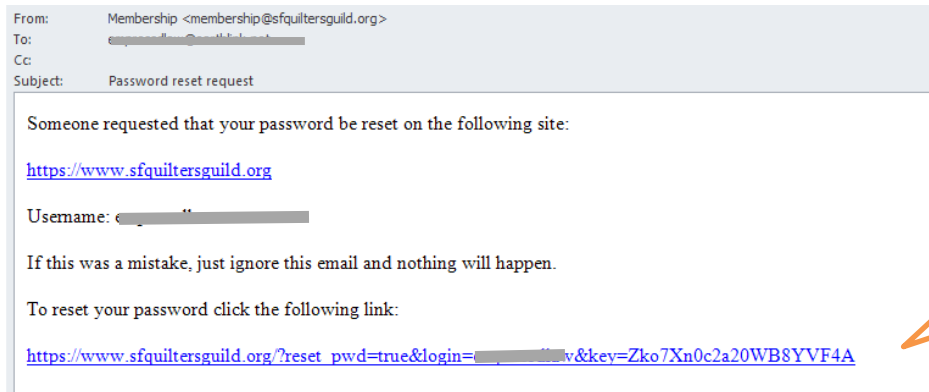 From: Membership <membership@sfquiltersguild.org>
To:
Cc:
Subject: Password reset request
Someone requested that your password be reset on the following site:
https://www.sfquiltersguild.org
Username:
If this was a mistake, just ignore this email and nothing will happen.
To reset your password click the following link:
https://www.sfquiltersguild.org/?reset_pwd=true&login= v&key=Zko7Xn0c2a20WB8YVF4A